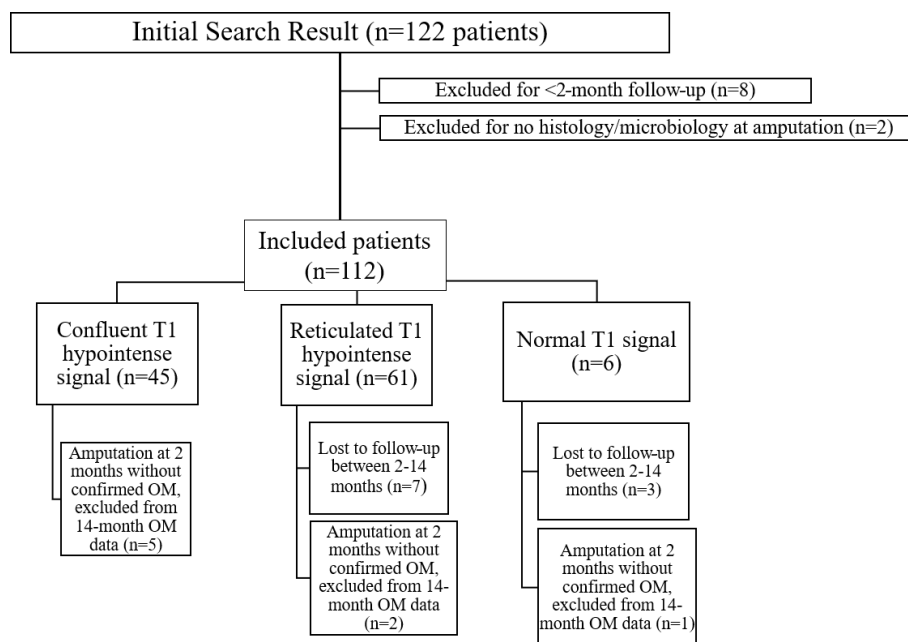 Initial Search Result (n=122 patients)
Excluded for <2-month follow-up (n=8)
Excluded for no histology/microbiology at amputation (n=2)
Included patients
(n=112)
Confluent T1
hypointense
signal (n=45)
Reticulated T1
hypointense
signal (n=61)
Normal T1 signal
(n=6)
Amputation at 2
months without
confirmed OM,
excluded from
14-month OM
data (n=5)
Lost to follow-up
between 2-14
months (n=7)
Amputation at 2
months without
confirmed OM,
excluded from 14-
month OM data
(n=2)
Lost to follow-up
between 2-14
months (n=3)
Amputation at 2
months without
confirmed OM,
excluded from 14-
month OM data (n=1)